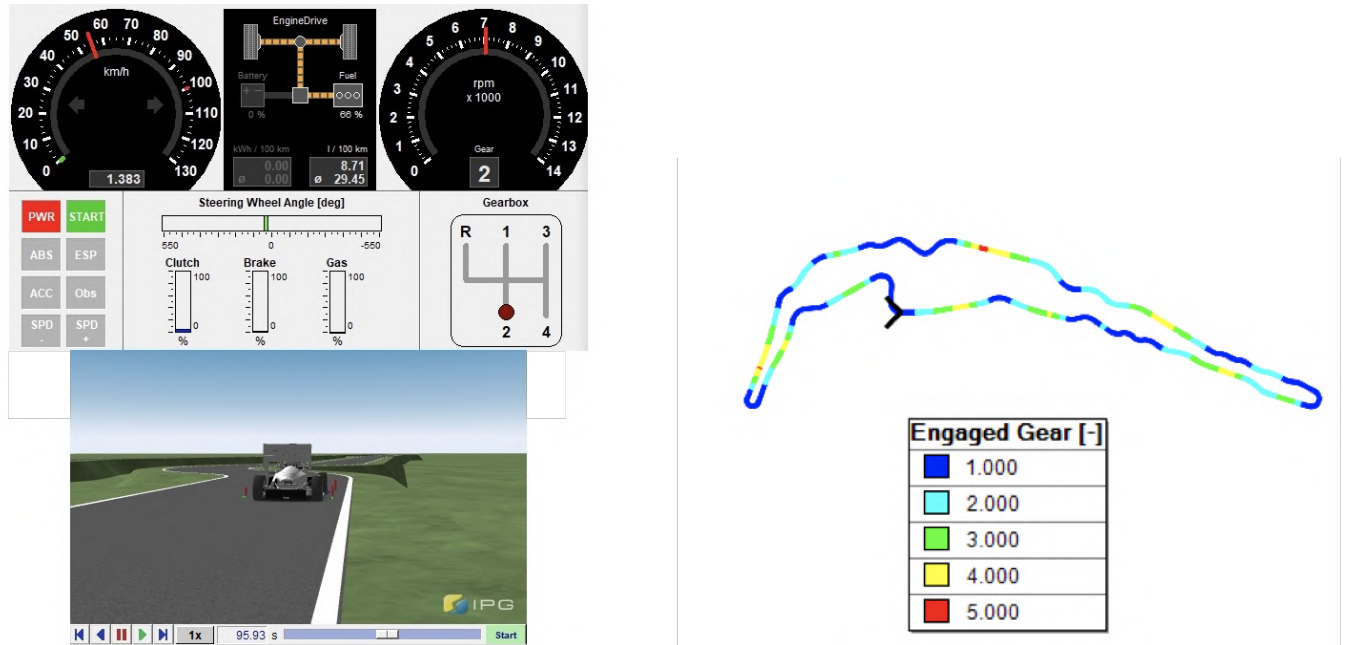 0 10 20 30 40 50 60 70 80 90 100 110 120 130
km/h
1.383
EngineDrive
Battery Fuel
+ −
0 % 66 %
kWh / 100 km l / 100 km
0.00 8.71
ø 0.00 ø 29.45
0 1 2 3 4 5 6 7 8 9 10 11 12 13 14
rpm
x 1000
Gear
2
PWR START
ABS ESP
ACC Obs
SPD - SPD +
Steering Wheel Angle [deg]
550 0 -550
Clutch Brake Gas
100 100 100
0 0 0
% % %
Gearbox
R 1 3
2 4
IPG
1x 95.93 s Start
Engaged Gear [-]
1.000
2.000
3.000
4.000
5.000